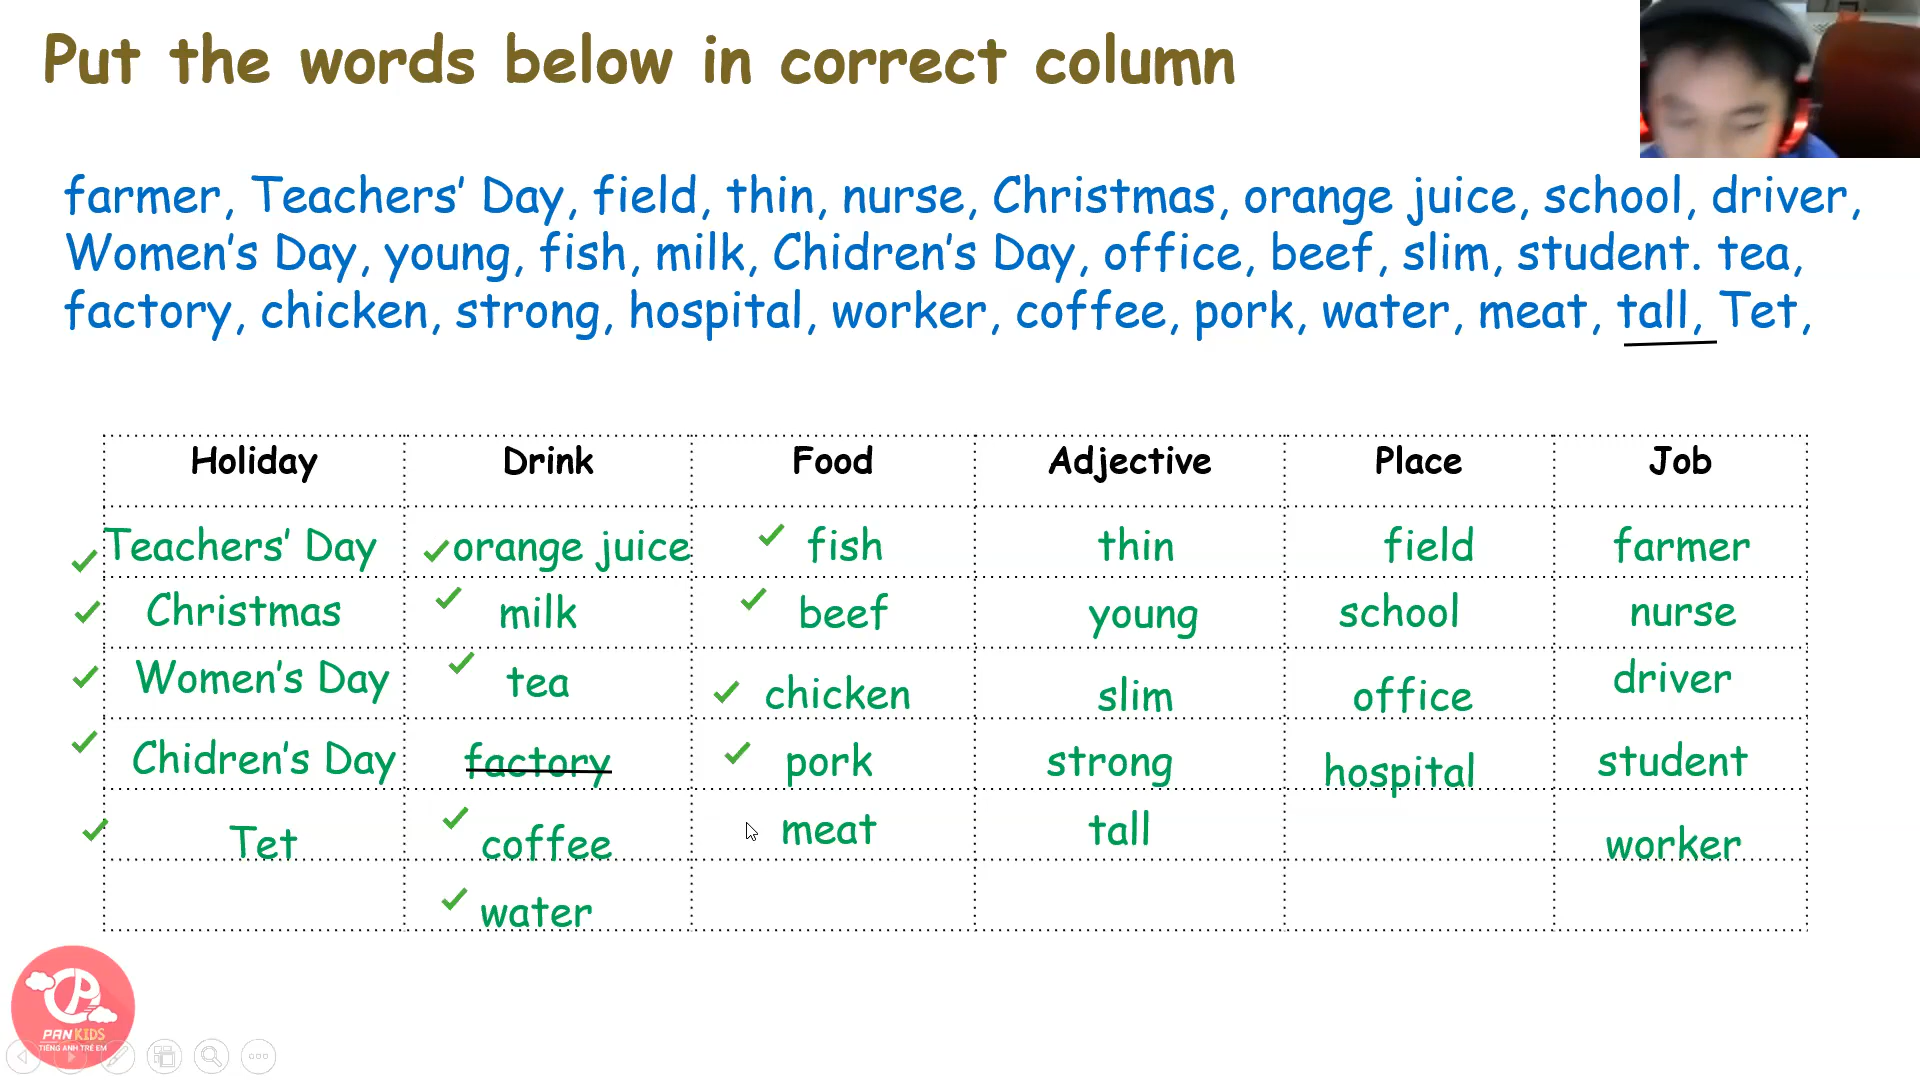 Put the words below in correct column
farmer, Teachers’ Day, field, thin, nurse, Christmas, orange juice, school, driver,
Women’s Day, young, fish, milk, Chidren’s Day, office, beef, slim, student. tea,
factory, chicken, strong, hospital, worker, coffee, pork, water, meat, tall, Tet,
Holiday Drink Food Adjective Place Job
Teachers’ Day orange juice fish thin field farmer
Christmas milk beef young school nurse
Women’s Day tea chicken slim office driver
Chidren’s Day factory pork strong hospital student
Tet coffee meat tall worker
water
PANKIDS
TIẾNG ANH TRẺ EM